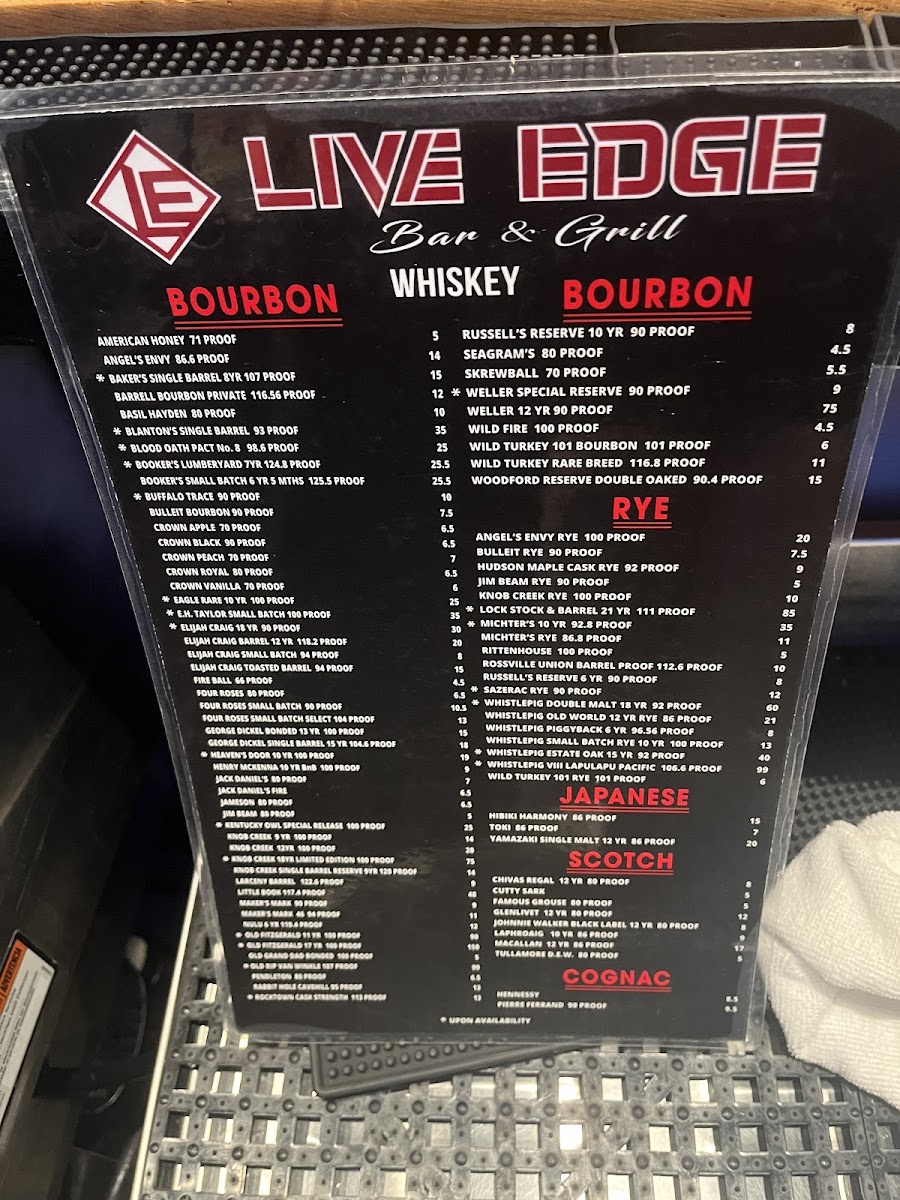 LE
LIVE EDGE
Bar & Grill
WHISKEY
BOURBON
AMERICAN HONEY 71 PROOF 5
ANGEL'S ENVY 86.6 PROOF 14
* BAKER'S SINGLE BARREL 8YR 107 PROOF 15
BARRELL BOURBON PRIVATE 116.56 PROOF 12
BASIL HAYDEN 80 PROOF 10
* BLANTON'S SINGLE BARREL 93 PROOF 35
* BLOOD OATH PACT No. 8 98.6 PROOF 25
* BOOKER'S LUMBERYARD 7YR 124.8 PROOF 25.5
BOOKER'S SMALL BATCH 6 YR 5 MTHS 125.5 PROOF 25.5
* BUFFALO TRACE 90 PROOF 10
BULLEIT BOURBON 90 PROOF 7.5
CROWN APPLE 70 PROOF 6.5
CROWN BLACK 90 PROOF 6.5
CROWN PEACH 70 PROOF 7
CROWN ROYAL 80 PROOF 6.5
CROWN VANILLA 70 PROOF 6
* EAGLE RARE 10 YR 100 PROOF 25
* E.H. TAYLOR SMALL BATCH 100 PROOF 35
* ELIJAH CRAIG 18 YR 90 PROOF 30
ELIJAH CRAIG BARREL 12 YR 118.2 PROOF 20
ELIJAH CRAIG SMALL BATCH 94 PROOF 8
ELIJAH CRAIG TOASTED BARREL 94 PROOF 15
FIRE BALL 66 PROOF 4.5
FOUR ROSES 80 PROOF 6.5
FOUR ROSES SMALL BATCH 90 PROOF 10.5
FOUR ROSES SMALL BATCH SELECT 104 PROOF 13
GEORGE DICKEL BONDED 13 YR 100 PROOF 15
GEORGE DICKEL SINGLE BARREL 15 YR 104.6 PROOF 18
* HEAVEN'S DOOR 10 YR 100 PROOF 19
HENRY MCKENNA 10 YR BnB 100 PROOF 9
JACK DANIEL'S 80 PROOF 7
JACK DANIEL'S FIRE 6.5
JAMESON 80 PROOF 6.5
JIM BEAM 80 PROOF 5
* KENTUCKY OWL SPECIAL RELEASE 100 PROOF 25
KNOB CREEK 9 YR 100 PROOF 14
KNOB CREEK 12YR 100 PROOF 20
* KNOB CREEK 18YR LIMITED EDITION 100 PROOF 75
KNOB CREEK SINGLE BARREL RESERVE 9YR 120 PROOF 14
LARCENY BARREL 122.6 PROOF 9
LITTLE BOOK 117.4 PROOF 48
MAKER'S MARK 90 PROOF 9
MAKER'S MARK 46 94 PROOF 11
NULU 6 YR 119.6 PROOF 12
* OLD FITZGERALD 11 YR 100 PROOF
* OLD FITZGERALD 17 YR 100 PROOF
OLD GRAND DAD BONDED 100 PROOF 5
* OLD RIP VAN WINKLE 107 PROOF 99
PENDLETON 80 PROOF 6.5
RABBIT HOLE CAVEHILL 95 PROOF 13
* ROCKTOWN CASK STRENGTH 113 PROOF 13
BOURBON
RUSSELL'S RESERVE 10 YR 90 PROOF 8
SEAGRAM'S 80 PROOF 4.5
SKREWBALL 70 PROOF 5.5
* WELLER SPECIAL RESERVE 90 PROOF 9
WELLER 12 YR 90 PROOF 75
WILD FIRE 100 PROOF 4.5
WILD TURKEY 101 BOURBON 101 PROOF 6
WILD TURKEY RARE BREED 116.8 PROOF 11
WOODFORD RESERVE DOUBLE OAKED 90.4 PROOF 15
RYE
ANGEL'S ENVY RYE 100 PROOF 20
BULLEIT RYE 90 PROOF 7.5
HUDSON MAPLE CASK RYE 92 PROOF 9
JIM BEAM RYE 90 PROOF 5
KNOB CREEK RYE 100 PROOF 10
* LOCK STOCK & BARREL 21 YR 111 PROOF 85
* MICHTER'S 10 YR 92.8 PROOF 35
MICHTER'S RYE 86.8 PROOF 11
RITTENHOUSE 100 PROOF 5
ROSSVILLE UNION BARREL PROOF 112.6 PROOF 10
RUSSELL'S RESERVE 6 YR 90 PROOF 8
* SAZERAC RYE 90 PROOF 12
* WHISTLEPIG DOUBLE MALT 18 YR 92 PROOF 60
WHISTLEPIG OLD WORLD 12 YR RYE 86 PROOF 21
WHISTLEPIG PIGGYBACK 6 YR 96.56 PROOF 8
WHISTLEPIG SMALL BATCH RYE 10 YR 100 PROOF 13
* WHISTLEPIG ESTATE OAK 15 YR 92 PROOF 40
* WHISTLEPIG VIII LAPULAPU PACIFIC 106.6 PROOF 99
WILD TURKEY 101 RYE 101 PROOF 6
JAPANESE
HIBIKI HARMONY 86 PROOF 15
TOKI 86 PROOF 7
YAMAZAKI SINGLE MALT 12 YR 86 PROOF 20
SCOTCH
CHIVAS REGAL 12 YR 80 PROOF 8
CUTTY SARK 5
FAMOUS GROUSE 80 PROOF 5
GLENLIVET 12 YR 80 PROOF 12
JOHNNIE WALKER BLACK LABEL 12 YR 80 PROOF 8
LAPHROAIG 10 YR 86 PROOF 9
MACALLAN 12 YR 86 PROOF 17
TULLAMORE D.E.W. 80 PROOF 5
COGNAC
HENNESSY 8.5
PIERRE FERRAND 90 PROOF 9.5
* UPON AVAILABILITY